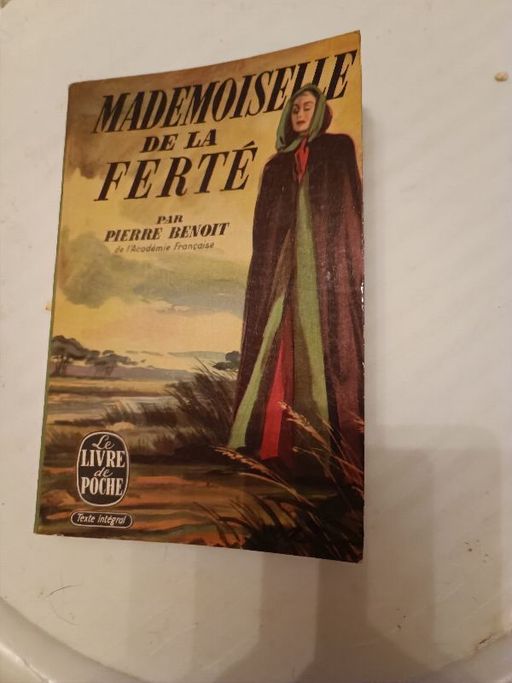 MADEMOISELLE
DE LA
FERTÉ
PAR
PIERRE BENOIT
de l'Académie Française
Le
LIVRE
de
POCHE
Texte intégral